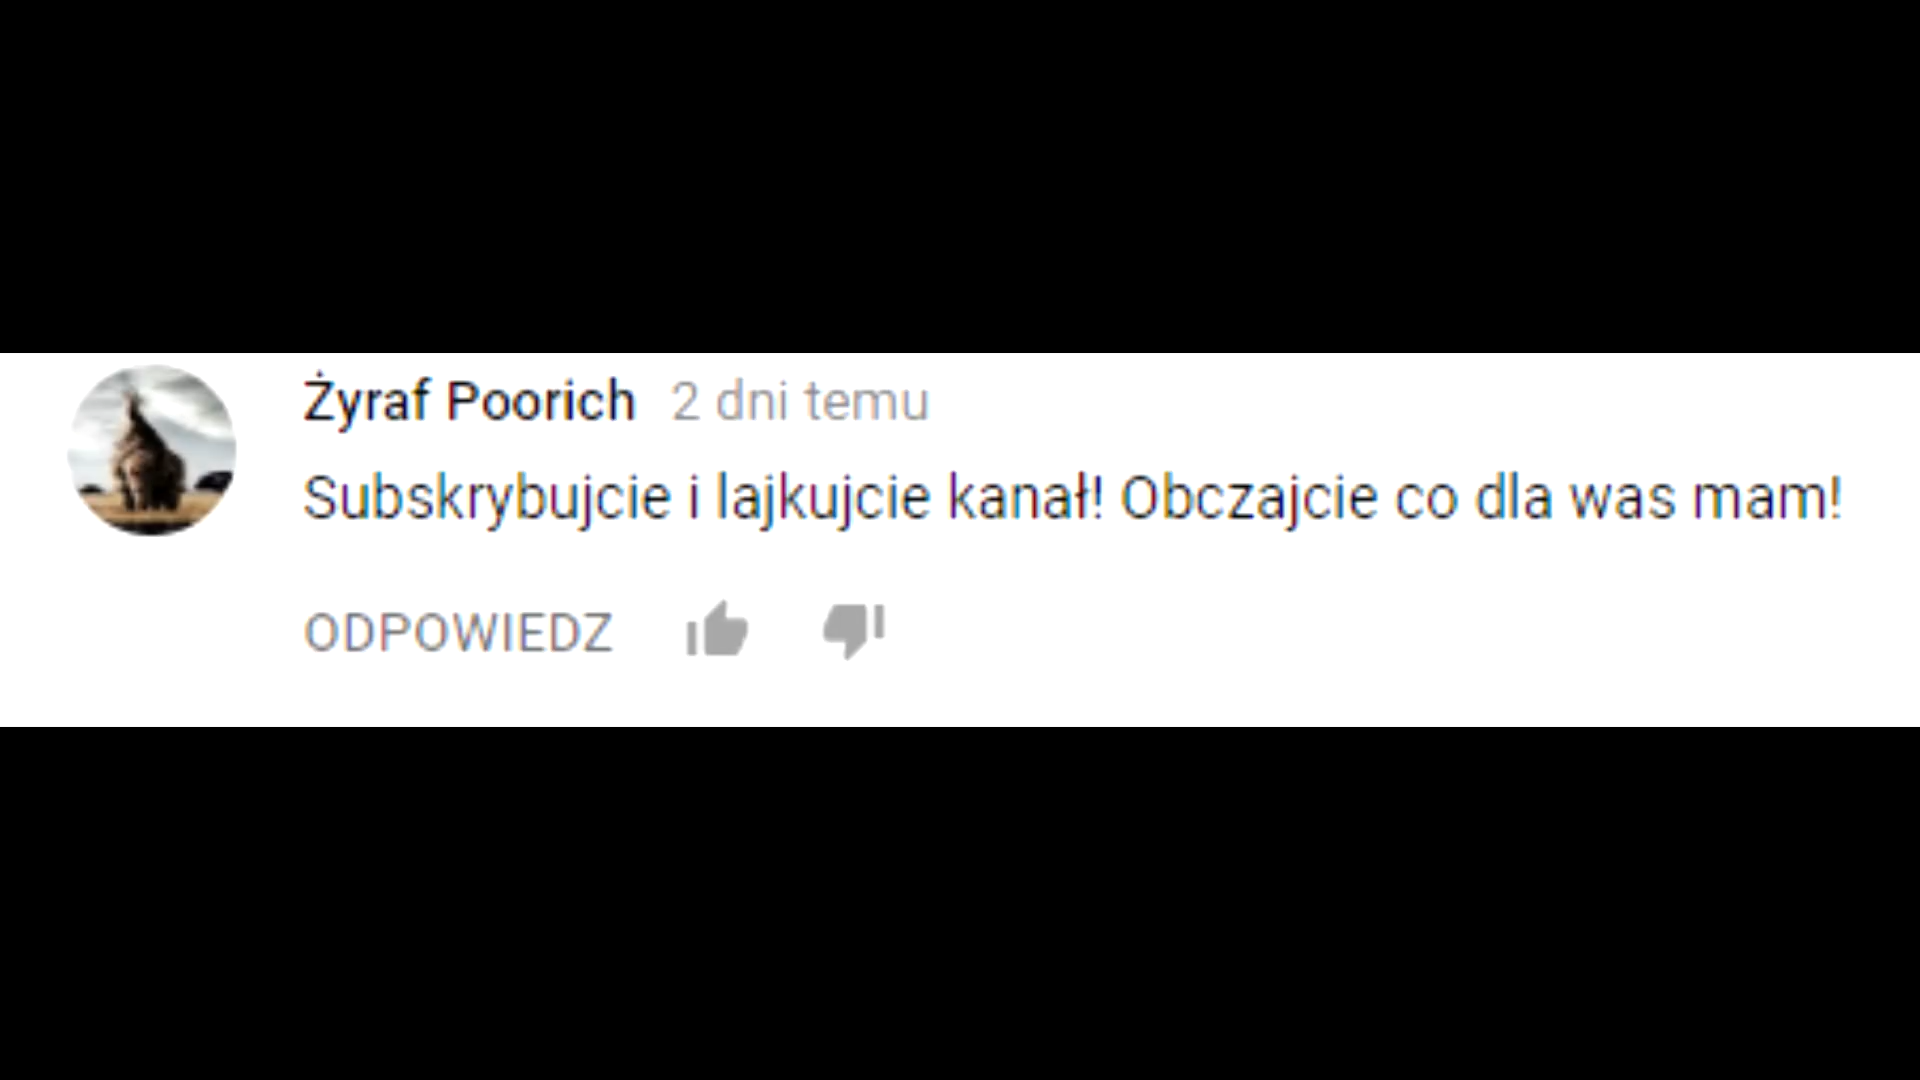 Żyraf Poorich 2 dni temu
Subskrybujcie i lajkujcie kanał! Obczajcie co dla was mam!
ODPOWIEDZ